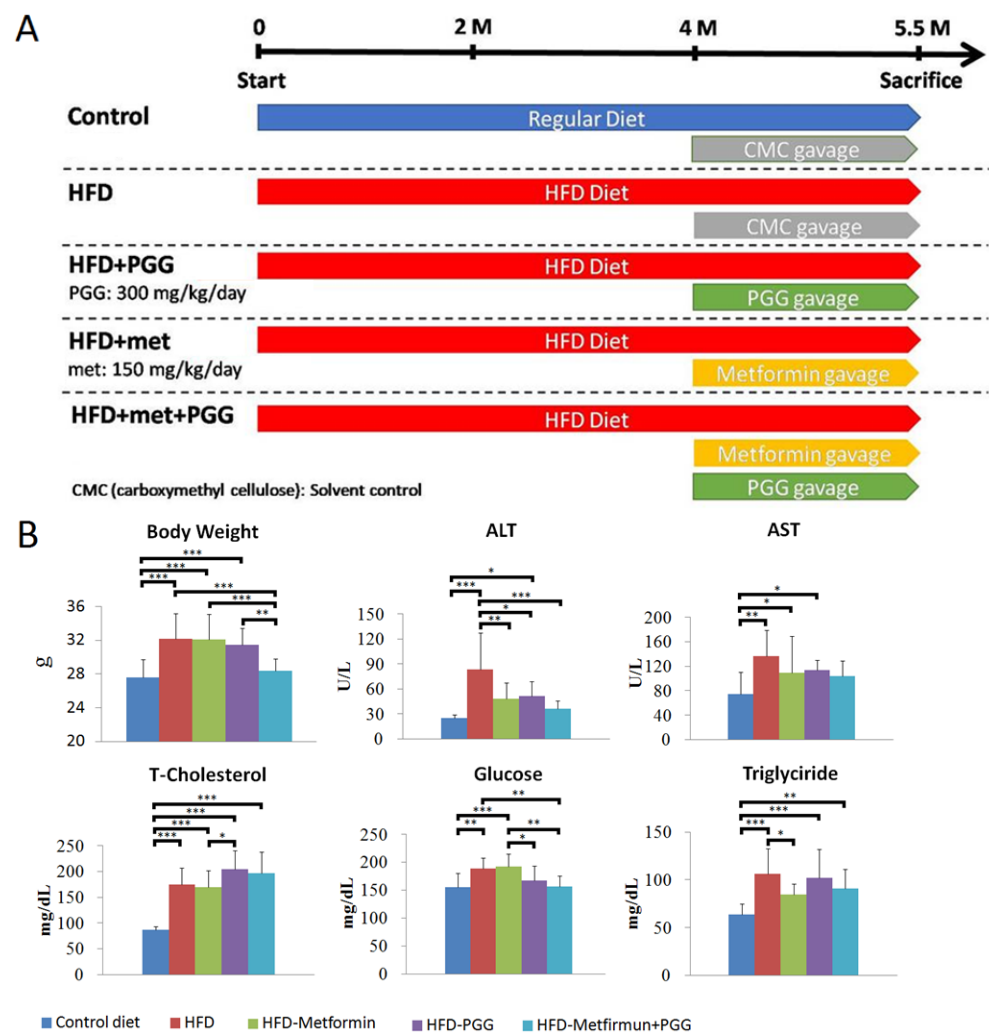 A
0 2 M 4 M 5.5 M
Start Sacrifice
Control
Regular Diet
CMC gavage
HFD
HFD Diet
CMC gavage
HFD+PGG
HFD Diet
PGG: 300 mg/kg/day
PGG gavage
HFD+met
HFD Diet
met: 150 mg/kg/day
Metformin gavage
HFD+met+PGG
HFD Diet
Metformin gavage
CMC (carboxymethyl cellulose): Solvent control
PGG gavage
B
Body Weight
***
***
***
***
***
**
36
32
28
24
20
g
ALT
*
***
***
*
**
150
120
90
60
30
0
U/L
AST
*
*
**
200
160
120
80
40
0
U/L
T-Cholesterol
***
***
***
***
*
250
200
150
100
50
0
mg/dL
Glucose
**
***
**
**
*
250
200
150
100
50
0
mg/dL
Triglyciride
**
***
***
*
150
100
50
0
mg/dL
Control diet HFD HFD-Metformin HFD-PGG HFD-Metfirmun+PGG